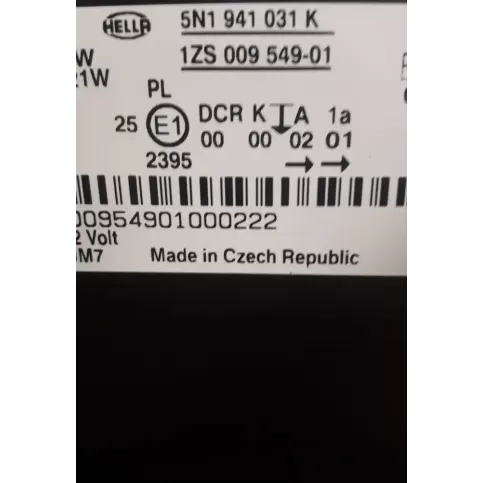 HELLA
5N1 941 031 K
W
1ZS 009 549-01
21W
PL
25 E1 DCR K A 1a
00 00 02 01
2395
00954901000222
2 Volt
M7
Made in Czech Republic